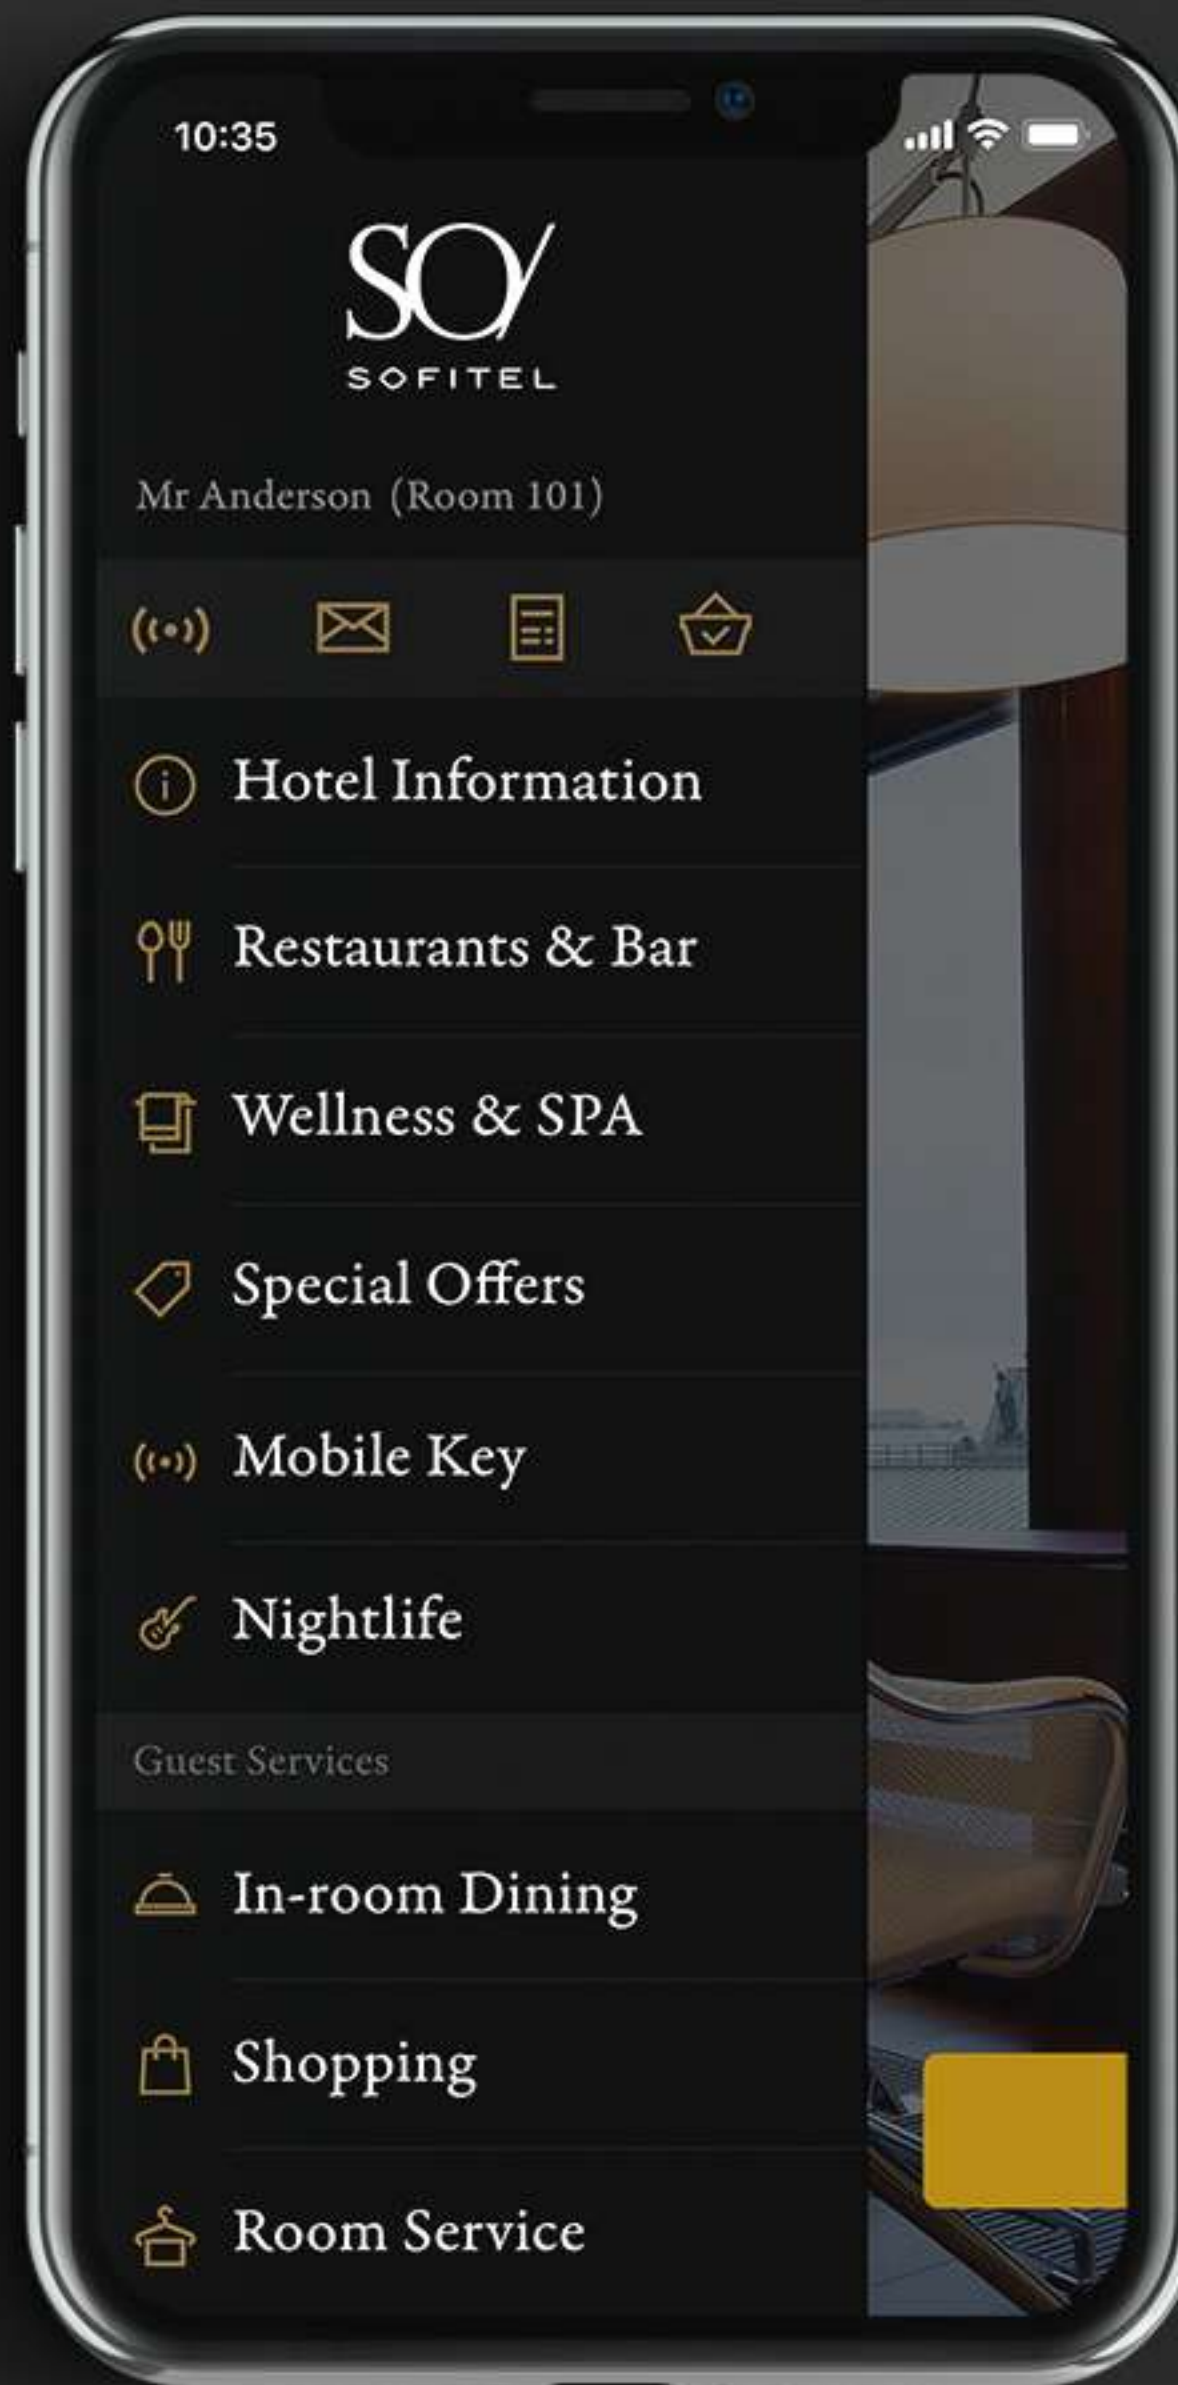 10:35
SO/
SOFITEL
Mr Anderson (Room 101)
Hotel Information
Restaurants & Bar
Wellness & SPA
Special Offers
Mobile Key
Nightlife
Guest Services
In-room Dining
Shopping
Room Service